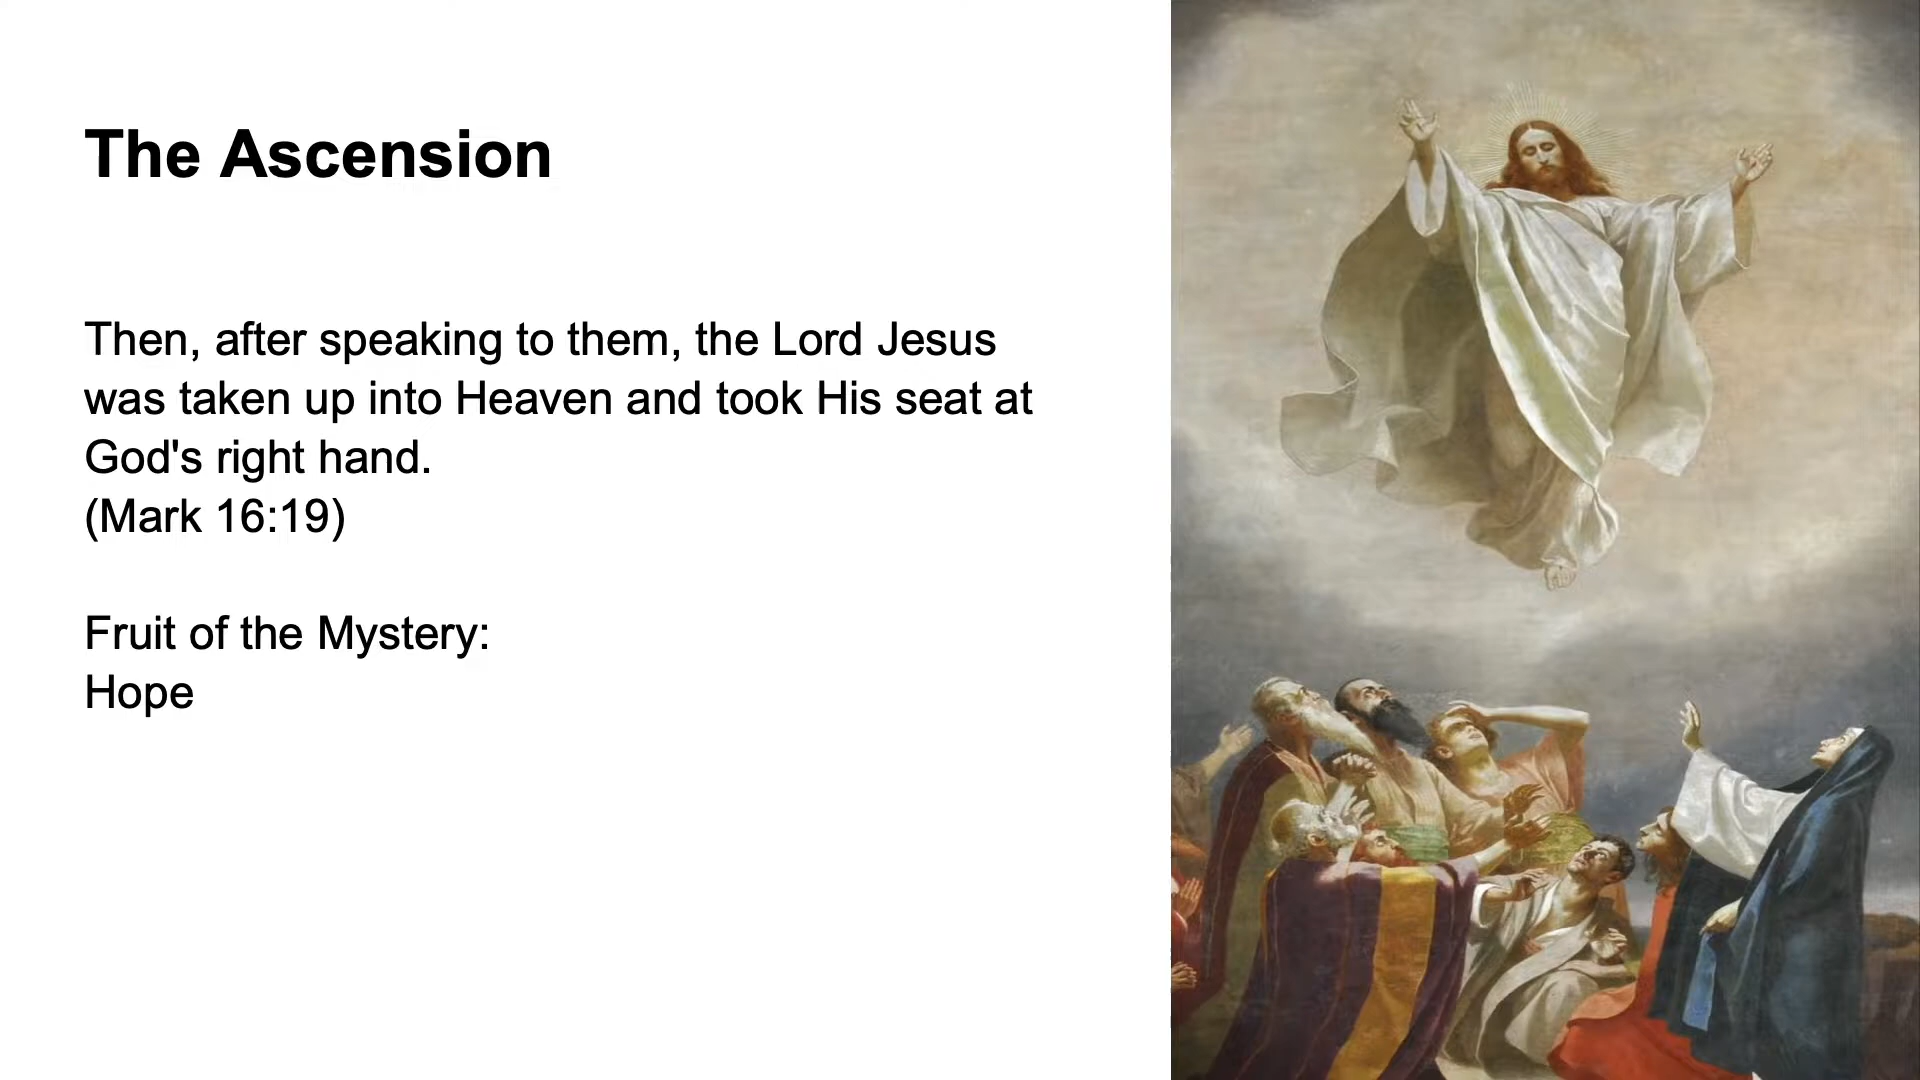 The Ascension
Then, after speaking to them, the Lord Jesus
was taken up into Heaven and took His seat at
God's right hand.
(Mark 16:19)
Fruit of the Mystery:
Hope